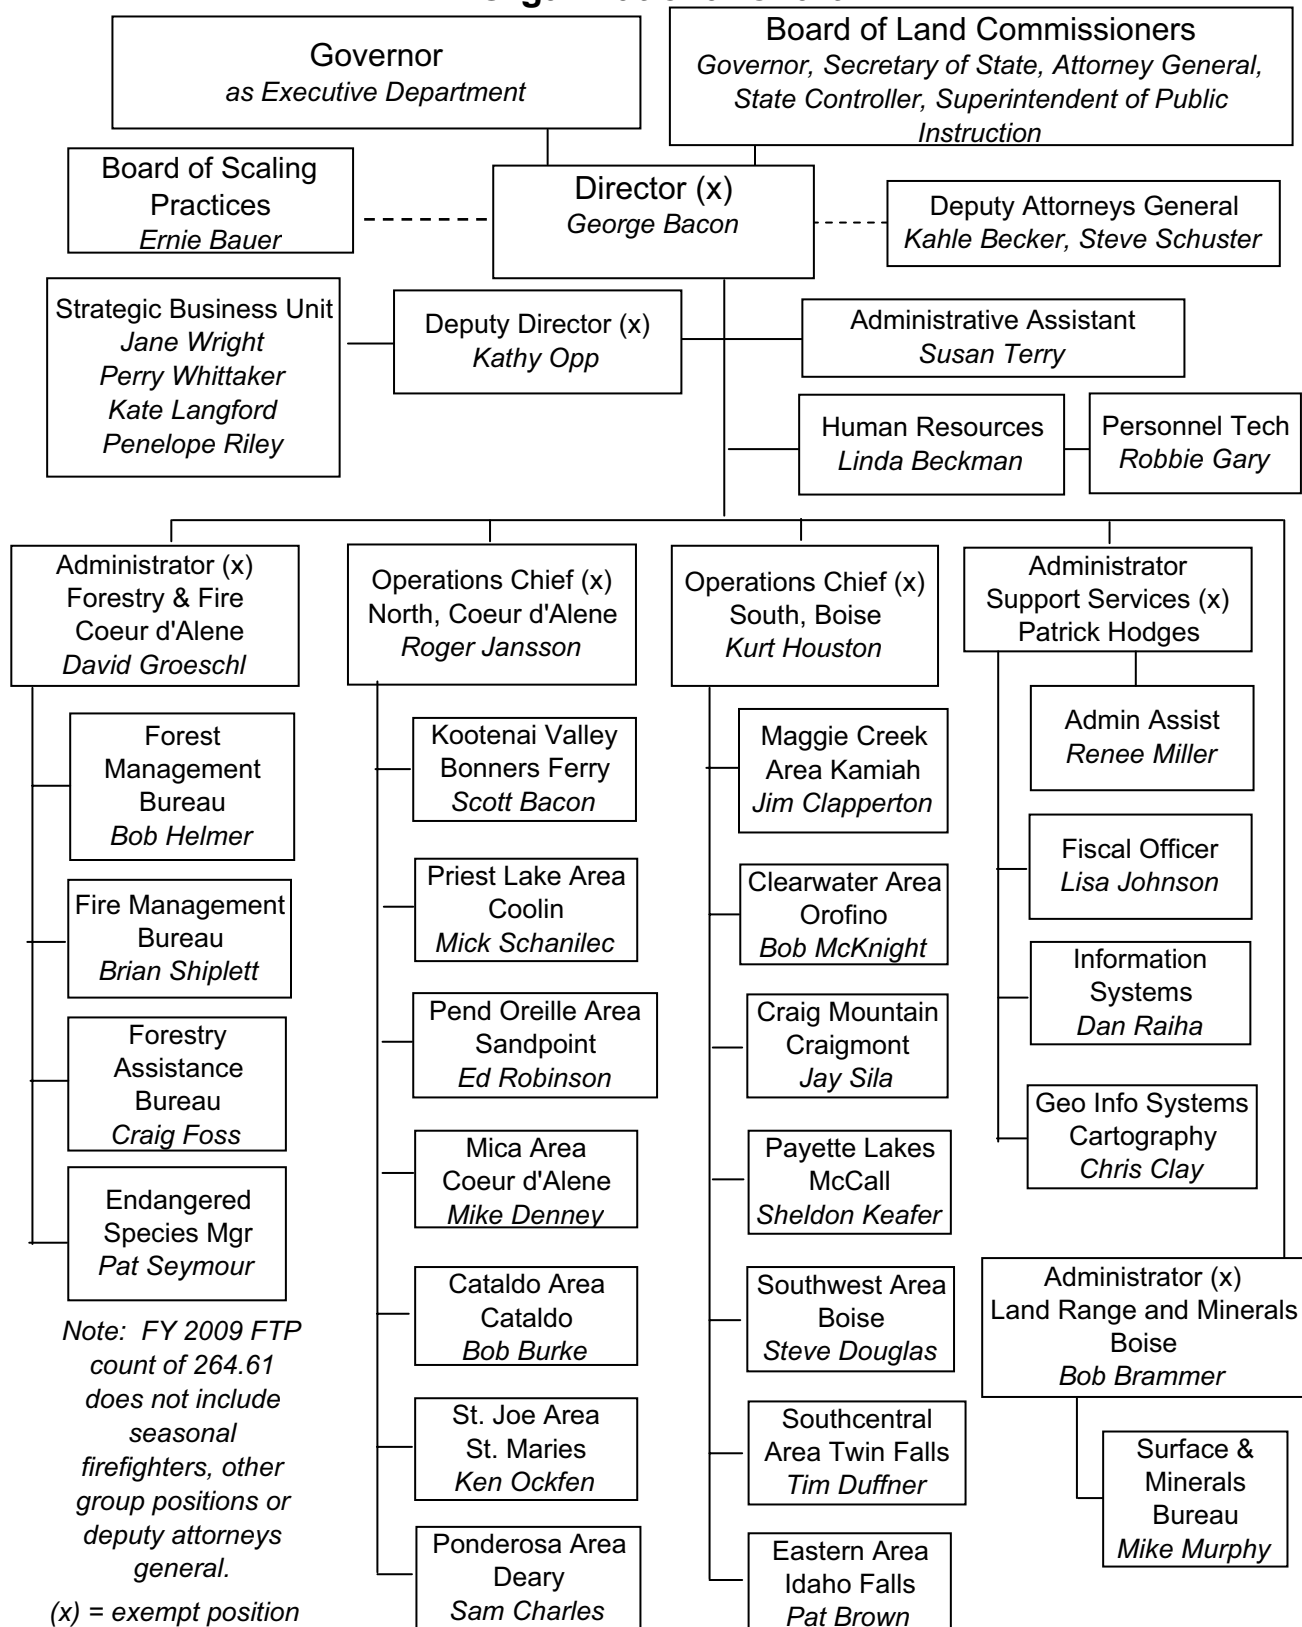 Governor
as Executive Department
Board of Land Commissioners
Governor, Secretary of State, Attorney General,
State Controller, Superintendent of Public
Instruction
Board of Scaling
Practices
Ernie Bauer
Director (x)
George Bacon
Deputy Attorneys General
Kahle Becker, Steve Schuster
Strategic Business Unit
Jane Wright
Perry Whittaker
Kate Langford
Penelope Riley
Deputy Director (x)
Kathy Opp
Administrative Assistant
Susan Terry
Human Resources
Linda Beckman
Personnel Tech
Robbie Gary
Administrator (x)
Forestry & Fire
Coeur d'Alene
David Groeschl
Forest
Management
Bureau
Bob Helmer
Fire Management
Bureau
Brian Shiplett
Forestry
Assistance
Bureau
Craig Foss
Endangered
Species Mgr
Pat Seymour
Note: FY 2009 FTP
count of 264.61
does not include
seasonal
firefighters, other
group positions or
deputy attorneys
general.
(x) = exempt position
Operations Chief (x)
North, Coeur d'Alene
Roger Jansson
Kootenai Valley
Bonners Ferry
Scott Bacon
Priest Lake Area
Coolin
Mick Schanilec
Pend Oreille Area
Sandpoint
Ed Robinson
Mica Area
Coeur d'Alene
Mike Denney
Cataldo Area
Cataldo
Bob Burke
St. Joe Area
St. Maries
Ken Ockfen
Ponderosa Area
Deary
Sam Charles
Operations Chief (x)
South, Boise
Kurt Houston
Maggie Creek
Area Kamiah
Jim Clapperton
Clearwater Area
Orofino
Bob McKnight
Craig Mountain
Craigmont
Jay Sila
Payette Lakes
McCall
Sheldon Keafer
Southwest Area
Boise
Steve Douglas
Southcentral
Area Twin Falls
Tim Duffner
Eastern Area
Idaho Falls
Pat Brown
Administrator
Support Services (x)
Patrick Hodges
Admin Assist
Renee Miller
Fiscal Officer
Lisa Johnson
Information
Systems
Dan Raiha
Geo Info Systems
Cartography
Chris Clay
Administrator (x)
Land Range and Minerals
Boise
Bob Brammer
Surface &
Minerals
Bureau
Mike Murphy